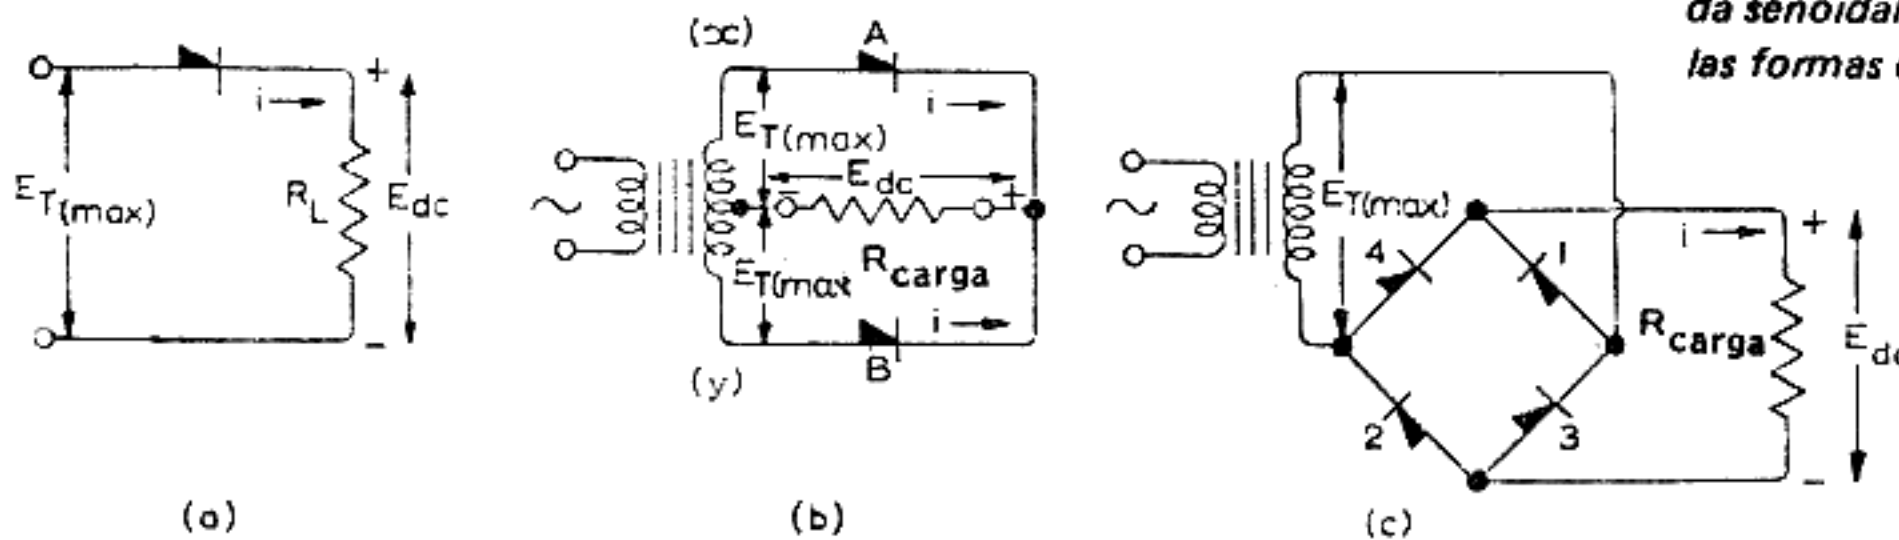 da senoidal
las formas
E_T(max)
i
R_L
+
E_dc
-
(a)
(x)
A
i
E_T(max)
E_dc
-
+
E_T(max
R_carga
i
B
(y)
(b)
E_T(max)
i
+
4
1
R_carga
E_dc
2
3
-
(c)